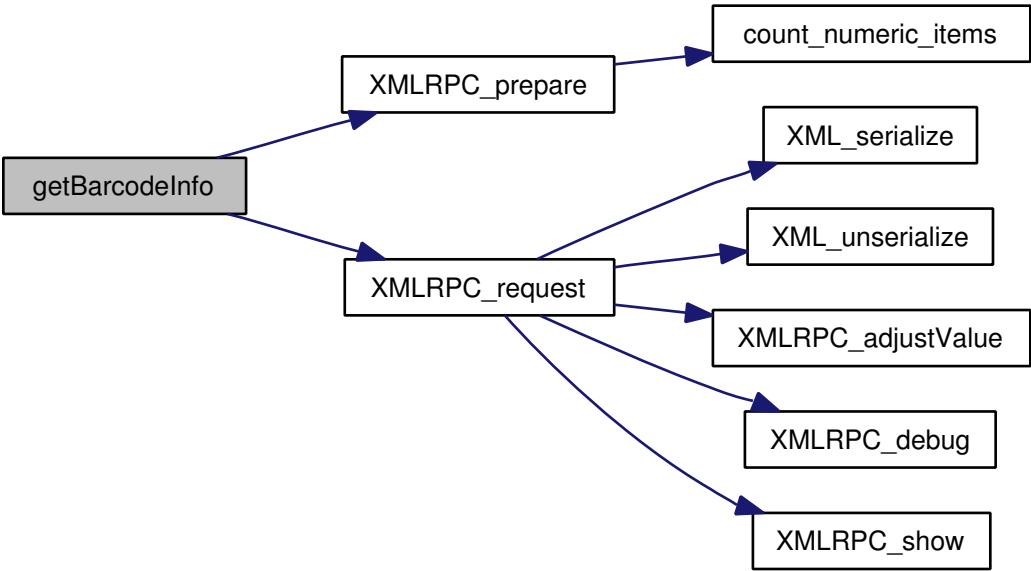 getBarcodeInfo
XMLRPC_prepare
count_numeric_items
XMLRPC_request
XML_serialize
XML_unserialize
XMLRPC_adjustValue
XMLRPC_debug
XMLRPC_show